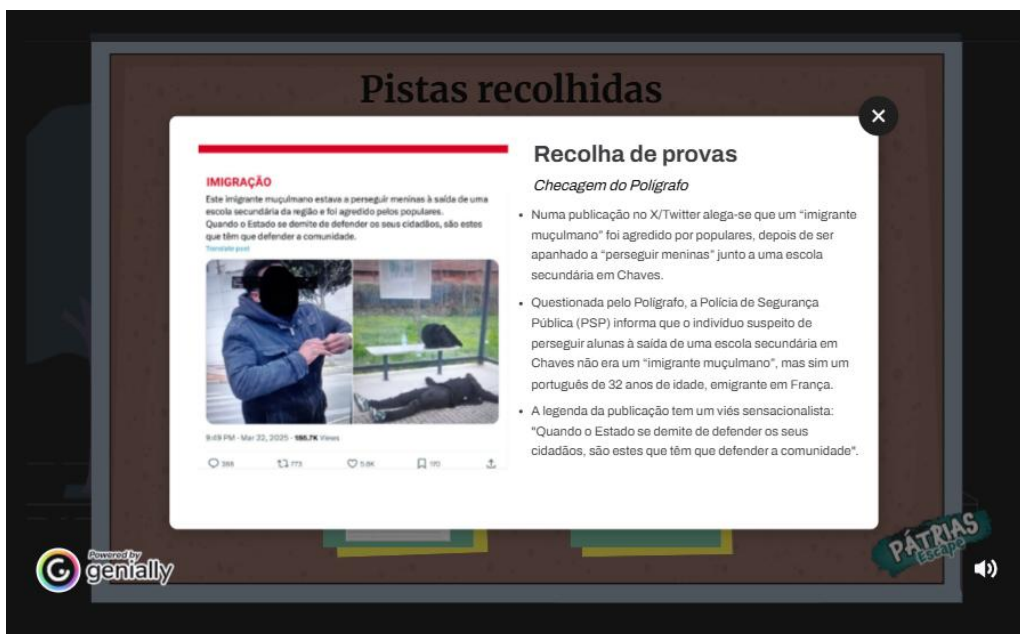 Pistas recolhidas
IMIGRAÇÃO
Este imigrante muçulmano estava a perseguir meninas à saída de uma
escola secundária da região e foi agredido pelos populares.
Quando o Estado se demite de defender os seus cidadãos, são estes
que têm que defender a comunidade.
Translate post
9:49 PM · Mar 22, 2025 · 186.7K Views
773
5.6K
170
Recolha de provas
Checagem do Polígrafo
• Numa publicação no X/Twitter alega-se que um “imigrante
muçulmano” foi agredido por populares, depois de ser
apanhado a “perseguir meninas” junto a uma escola
secundária em Chaves.
• Questionada pelo Polígrafo, a Polícia de Segurança
Pública (PSP) informa que o indivíduo suspeito de
perseguir alunas à saída de uma escola secundária em
Chaves não era um “imigrante muçulmano”, mas sim um
português de 32 anos de idade, emigrante em França.
• A legenda da publicação tem um viés sensacionalista:
"Quando o Estado se demite de defender os seus
cidadãos, são estes que têm que defender a comunidade".
Powered by
genially
PÁTRIAS
Escape